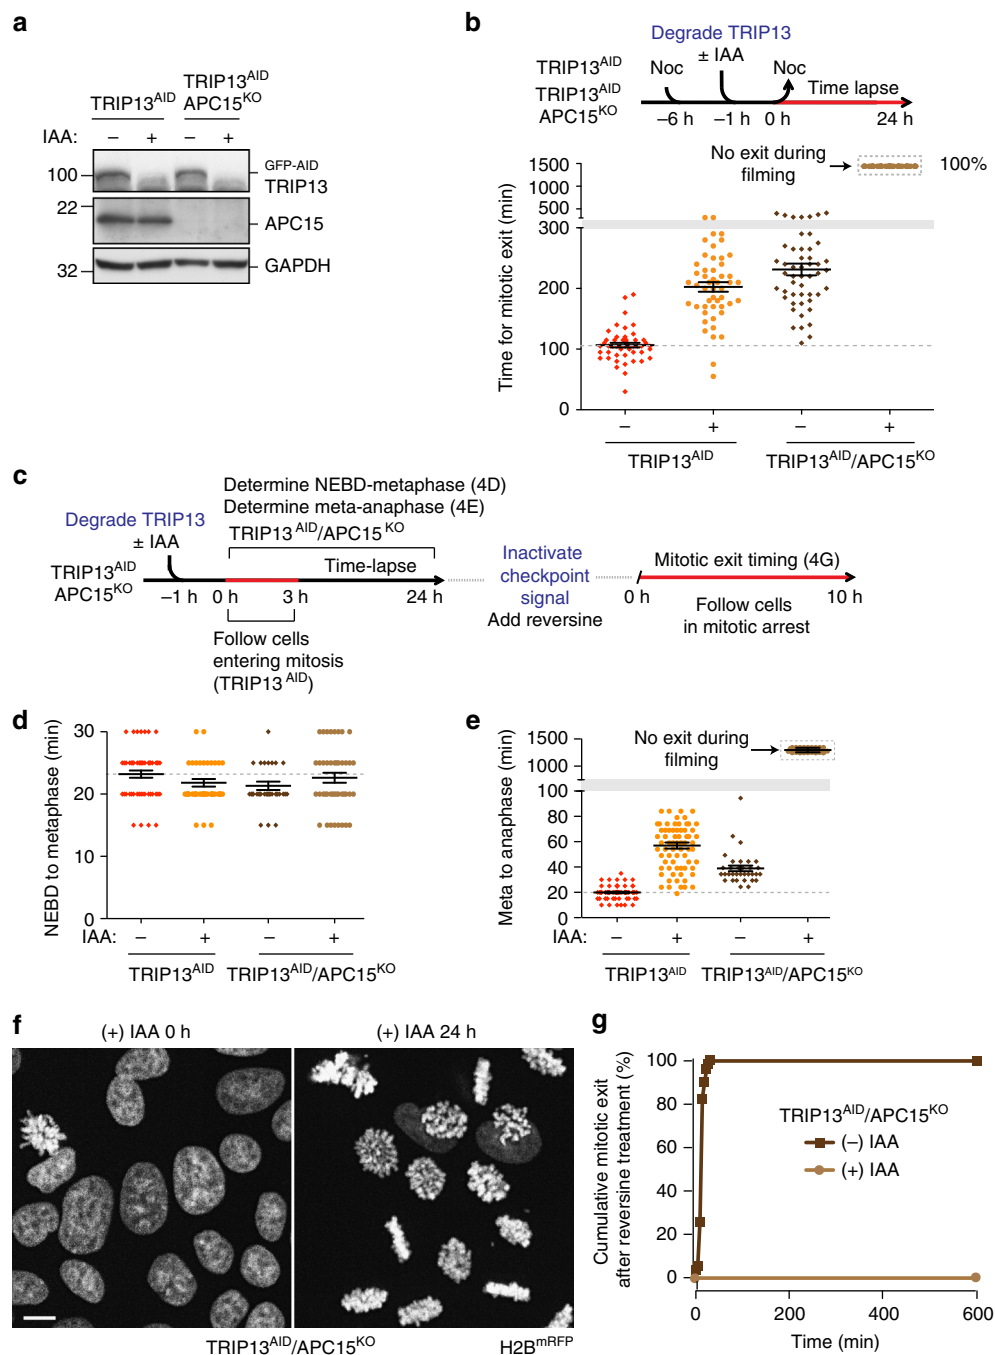 a
TRIP13AID
TRIP13AID
APC15KO
IAA: – + – +
100
GFP-AID
TRIP13
22
APC15
GAPDH
32
b
Degrade TRIP13
TRIP13AID
TRIP13AID
APC15KO
Noc
± IAA
Noc
Time lapse
–6 h
–1 h
0 h
24 h
No exit during
filming
100%
Time for mitotic exit (min)
1500
1000
500
300
200
100
0
– + – +
TRIP13AID
TRIP13AID/APC15KO
c
Determine NEBD-metaphase (4D)
Determine meta-anaphase (4E)
TRIP13AID/APC15KO
Degrade TRIP13
± IAA
TRIP13AID
APC15KO
Time-lapse
–1 h
0 h
3 h
24 h
Follow cells
entering mitosis
(TRIP13AID)
Inactivate
checkpoint
signal
Add reversine
Mitotic exit timing (4G)
0 h
10 h
Follow cells
in mitotic arrest
d
NEBD to metaphase (min)
30
20
10
0
IAA: – + – +
TRIP13AID
TRIP13AID/APC15KO
e
No exit during
filming
Meta to anaphase (min)
1500
1000
100
80
60
40
20
0
IAA: – + – +
TRIP13AID
TRIP13AID/APC15KO
f
(+) IAA 0 h
(+) IAA 24 h
TRIP13AID/APC15KO
H2BmRFP
g
Cumulative mitotic exit
after reversine treatment (%)
100
80
60
40
20
0
TRIP13AID/APC15KO
(–) IAA
(+) IAA
0
200
400
600
Time (min)